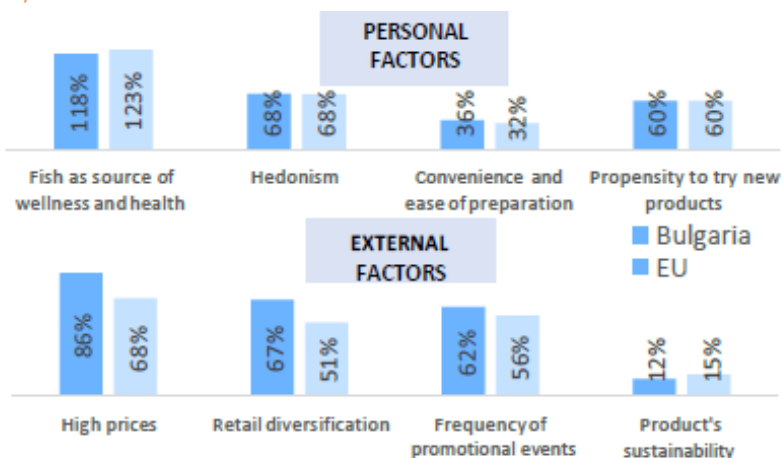 PERSONAL
FACTORS
118%
123%
68%
68%
36%
32%
60%
60%
Fish as source of
wellness and health
Hedonism
Convenience and
ease of preparation
Propensity to try new
products
EXTERNAL
FACTORS
Bulgaria
EU
86%
68%
67%
51%
62%
56%
12%
15%
High prices
Retail diversification
Frequency of
promotional events
Product's
sustainability